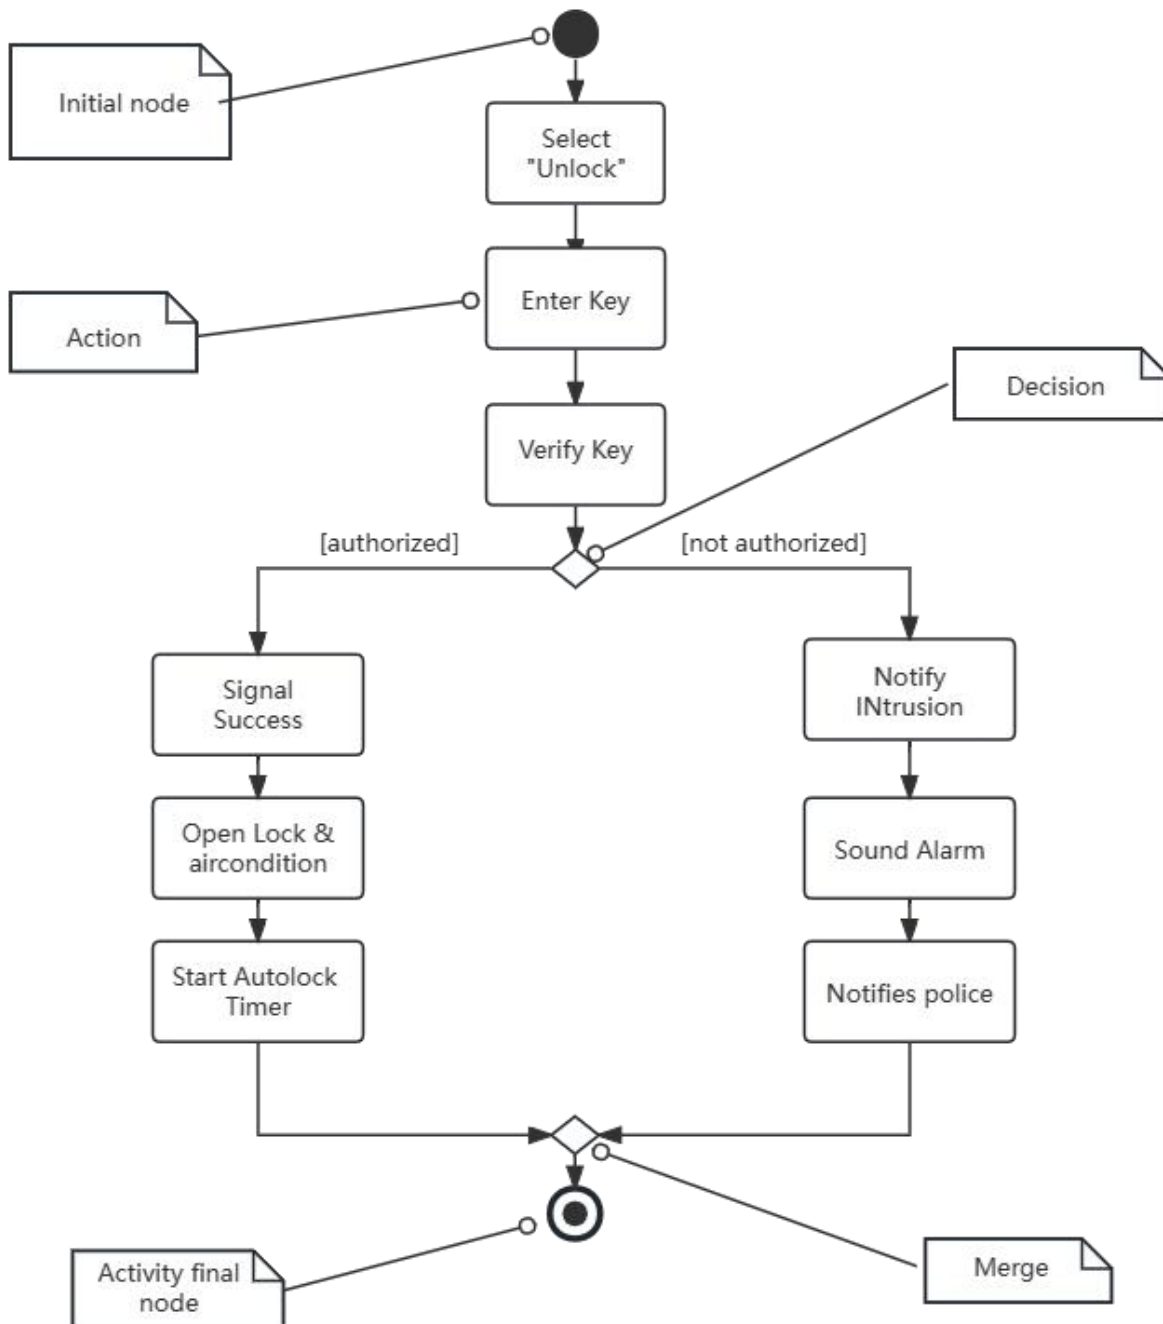 Initial node
Select
"Unlock"
Enter Key
Action
Decision
Verify Key
[authorized]
[not authorized]
Signal
Success
Notify
INtrusion
Open Lock &
aircondition
Sound Alarm
Start Autolock
Timer
Notifies police
Activity final
node
Merge